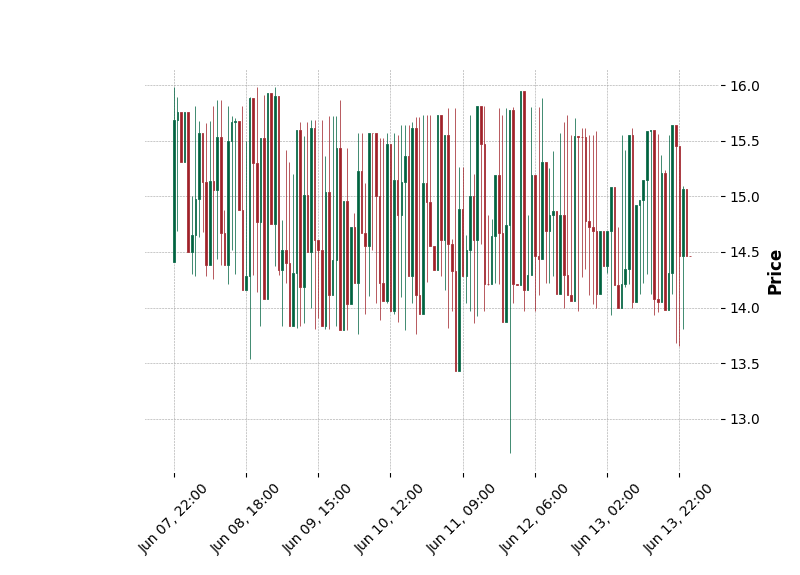 16.0
15.5
15.0
14.5
14.0
13.5
13.0
Price
Jun 07, 22:00
Jun 08, 18:00
Jun 09, 15:00
Jun 10, 12:00
Jun 11, 09:00
Jun 12, 06:00
Jun 13, 02:00
Jun 13, 22:00